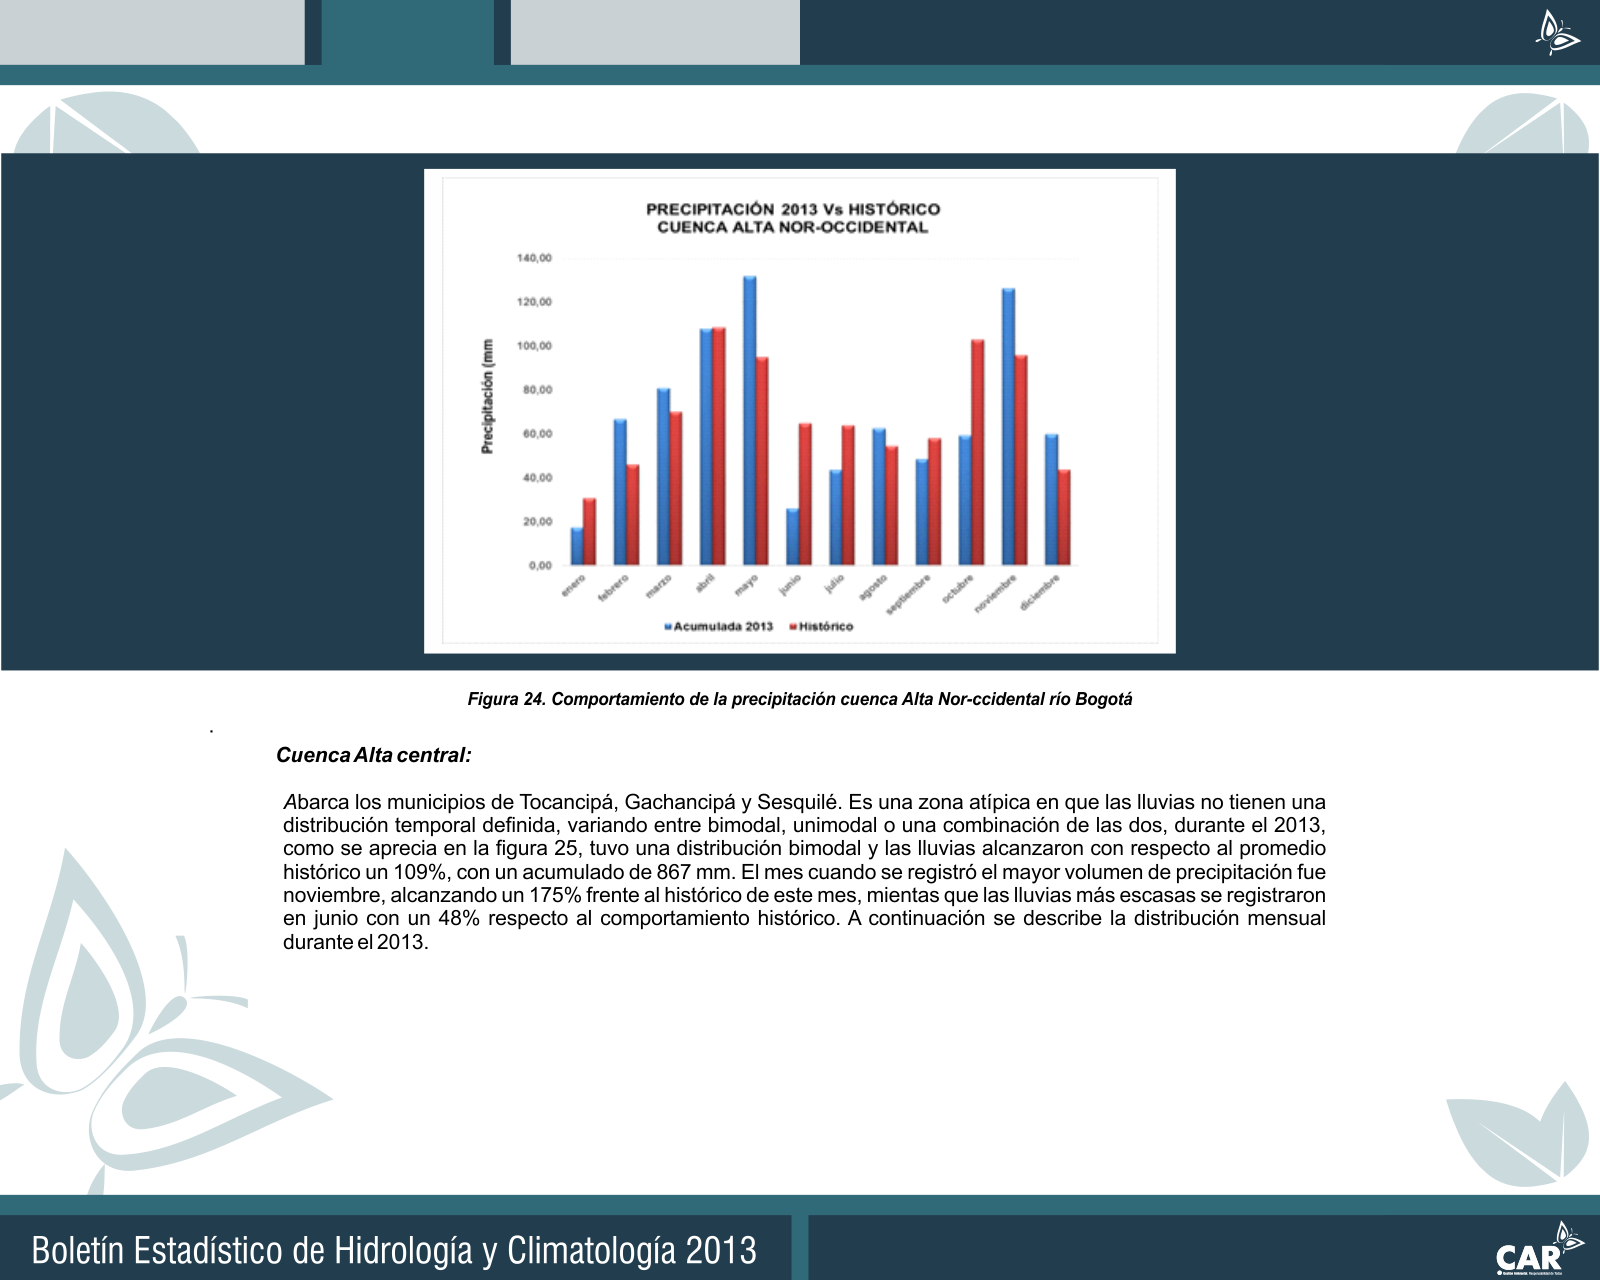 PRECIPITACIÓN 2013 Vs HISTÓRICO
CUENCA ALTA NOR-OCCIDENTAL
Precipitación (mm
140,00
120,00
100,00
80,00
60,00
40,00
20,00
0,00
enero febrero marzo abril mayo junio julio agosto septiembre octubre noviembre diciembre
Acumulada 2013 Histórico
Figura 24. Comportamiento de la precipitación cuenca Alta Nor-ccidental río Bogotá
.
Cuenca Alta central:
Abarca los municipios de Tocancipá, Gachancipá y Sesquilé. Es una zona atípica en que las lluvias no tienen una
distribución temporal definida, variando entre bimodal, unimodal o una combinación de las dos, durante el 2013,
como se aprecia en la figura 25, tuvo una distribución bimodal y las lluvias alcanzaron con respecto al promedio
histórico un 109%, con un acumulado de 867 mm. El mes cuando se registró el mayor volumen de precipitación fue
noviembre, alcanzando un 175% frente al histórico de este mes, mientas que las lluvias más escasas se registraron
en junio con un 48% respecto al comportamiento histórico. A continuación se describe la distribución mensual
durante el 2013.
Boletín Estadístico de Hidrología y Climatología 2013
CAR